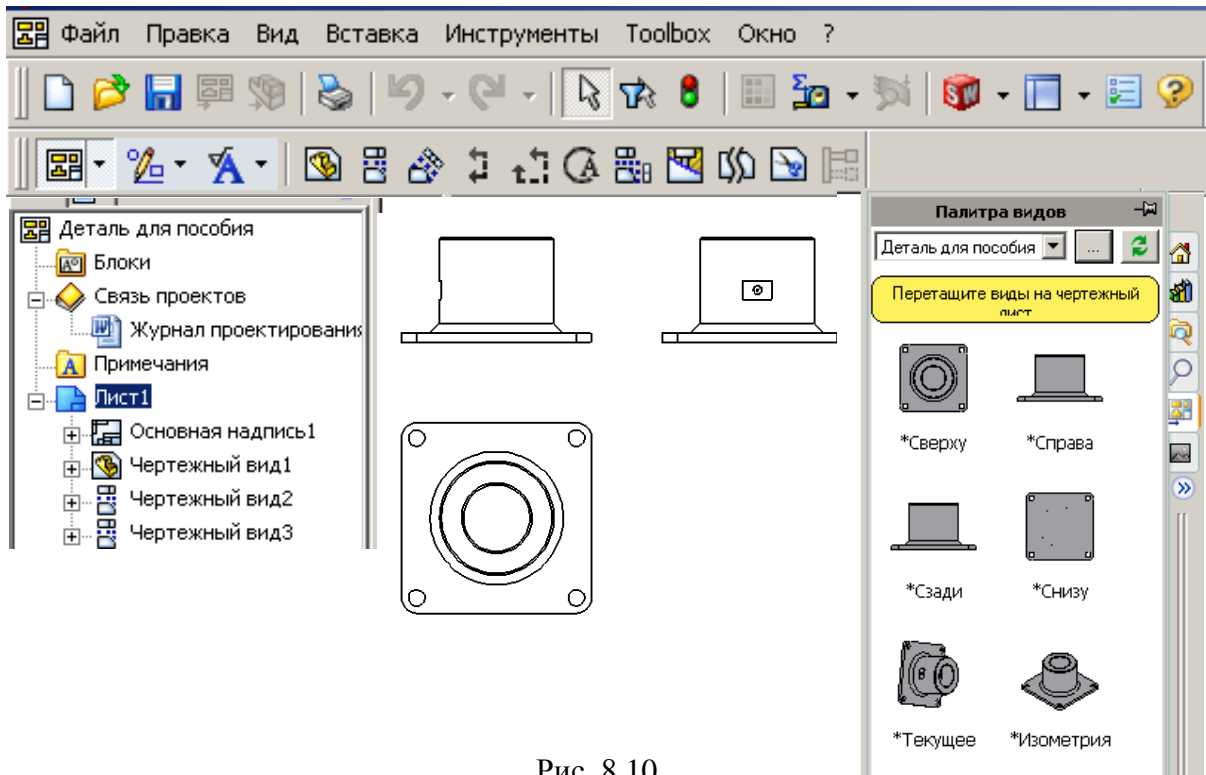 Файл Правка Вид Вставка Инструменты Toolbox Окно ?
SW
Деталь для пособия
Блоки
Связь проектов
Журнал проектирования
Примечания
Лист1
Основная надпись1
Чертежный вид1
Чертежный вид2
Чертежный вид3
Палитра видов
Деталь для пособия ...
Перетащите виды на чертежный
лист
*Сверху *Справа
*Сзади *Снизу
*Текущее *Изометрия
Рис. 8.10